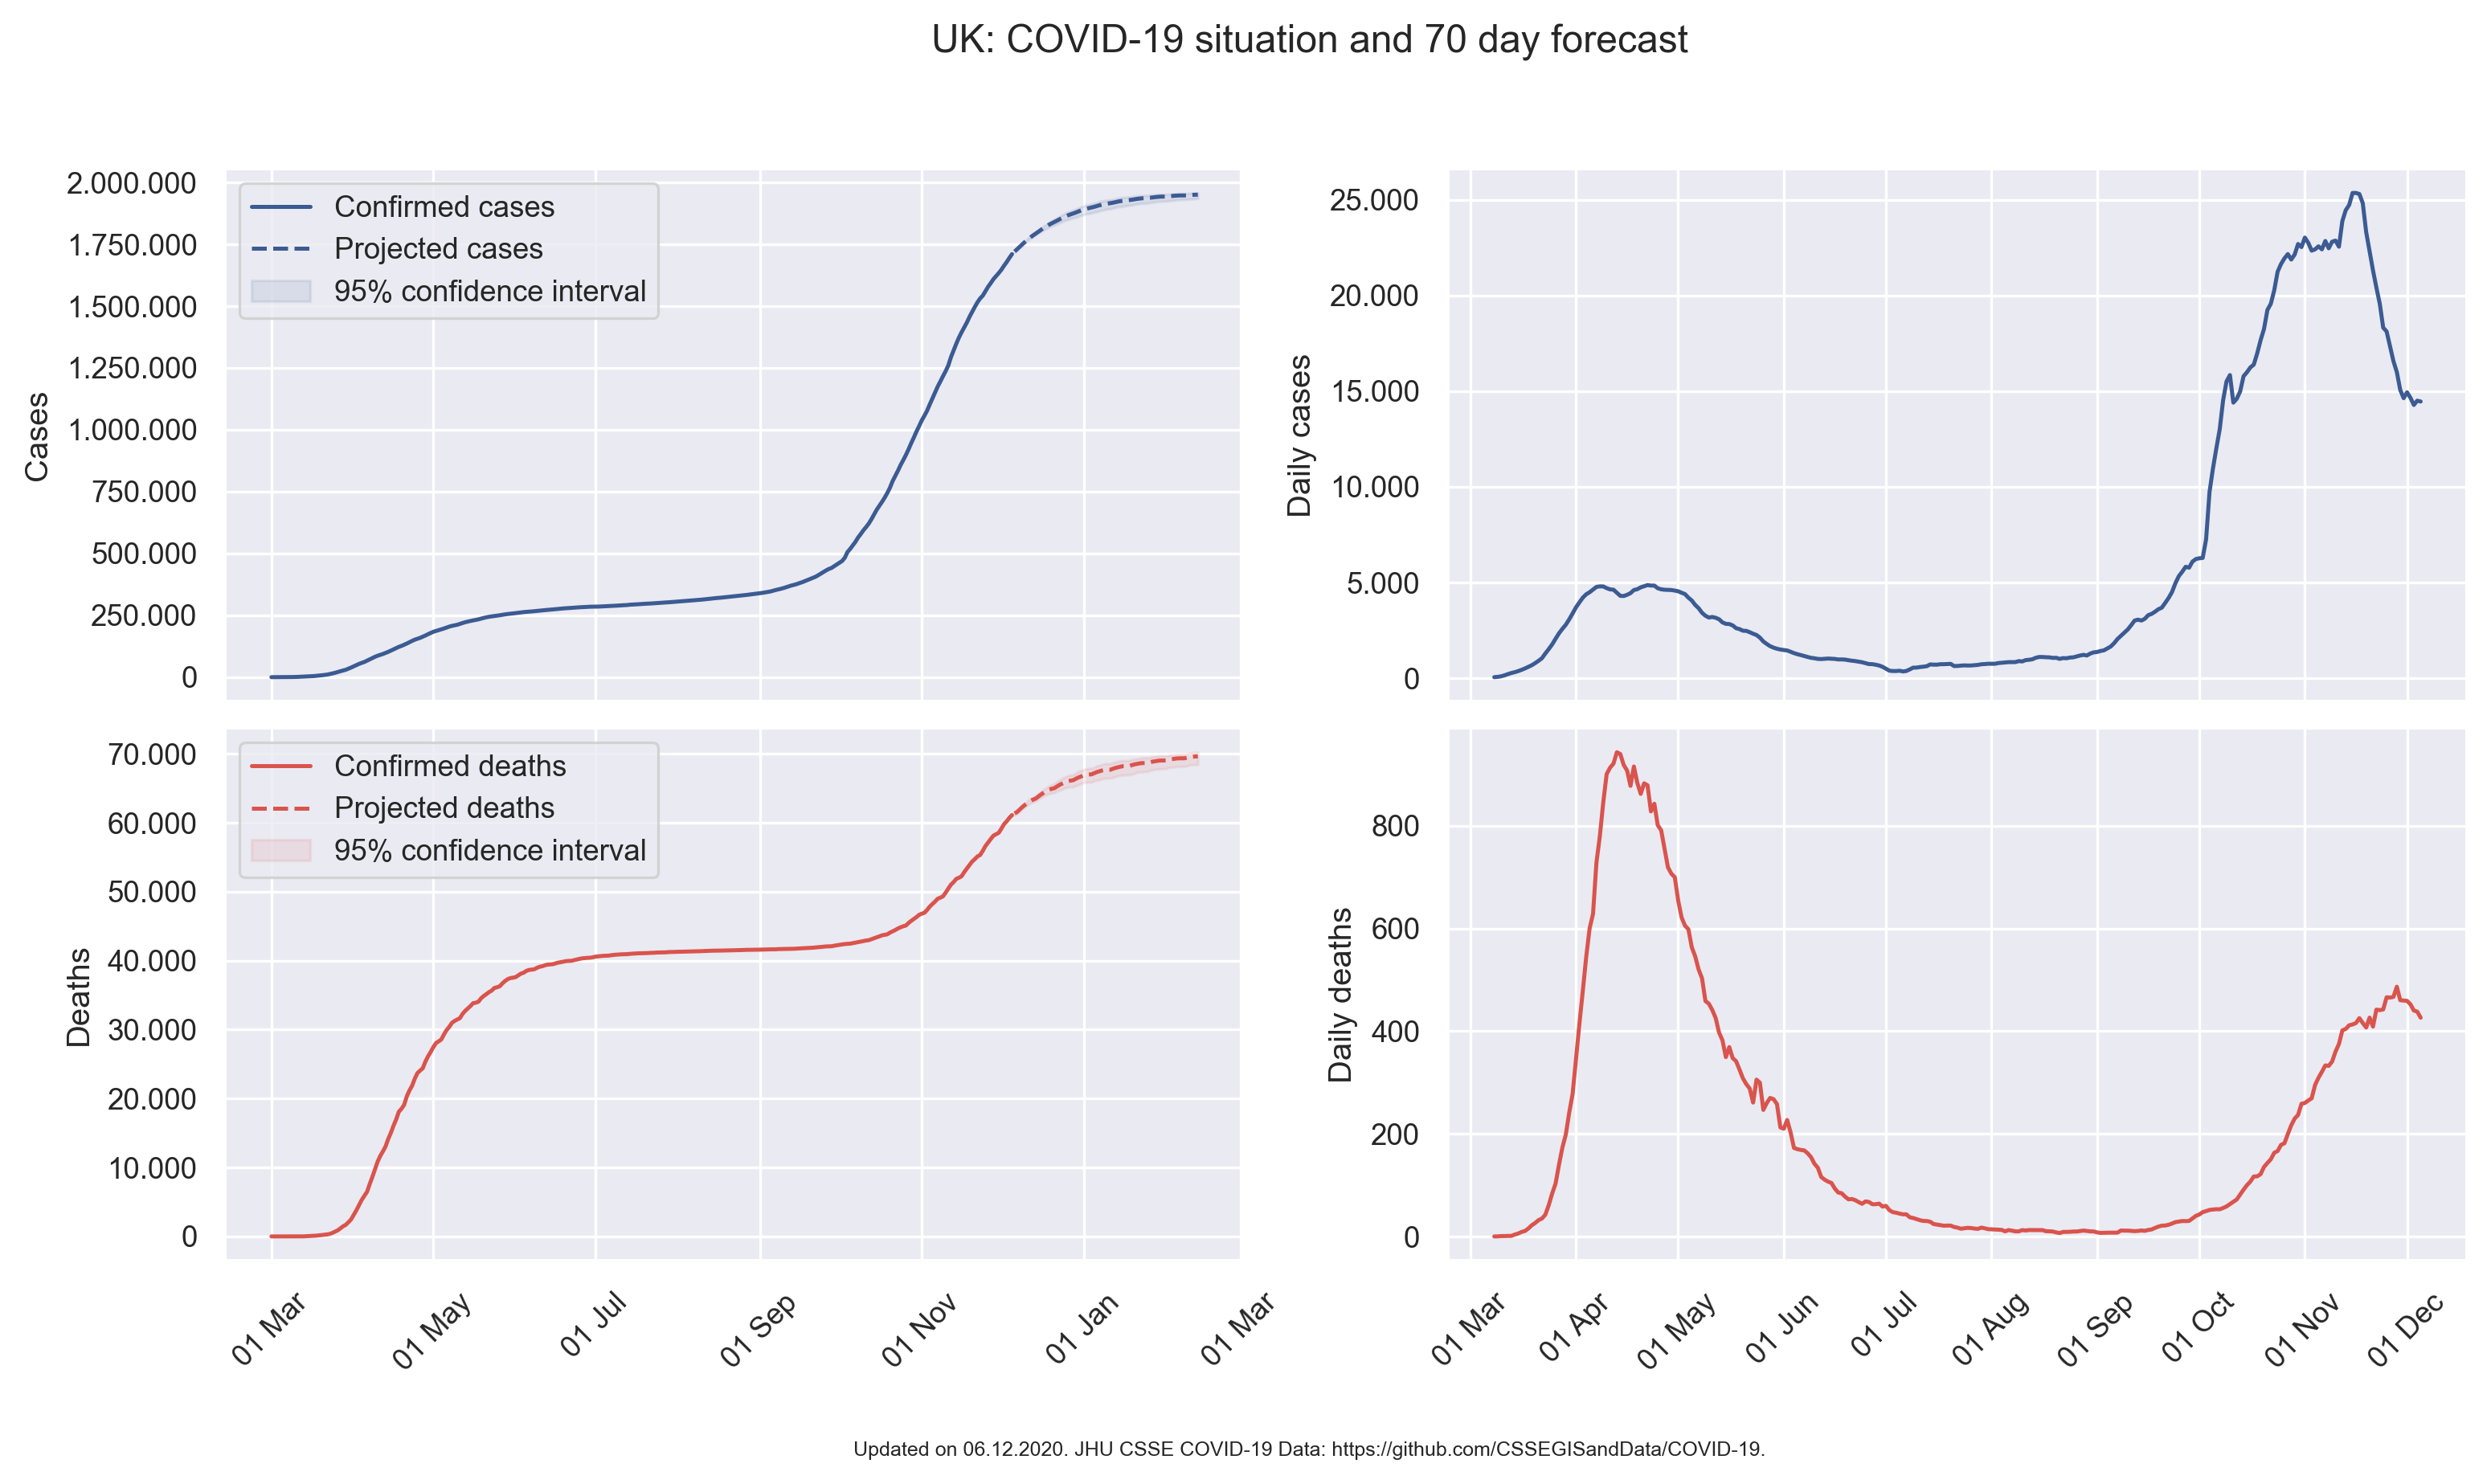 UK: COVID-19 situation and 70 day forecast
Cases
2.000.000
1.750.000
1.500.000
1.250.000
1.000.000
750.000
500.000
250.000
0
Confirmed cases
Projected cases
95% confidence interval
Daily cases
25.000
20.000
15.000
10.000
5.000
0
Deaths
70.000
60.000
50.000
40.000
30.000
20.000
10.000
0
Confirmed deaths
Projected deaths
95% confidence interval
01 Mar
01 May
01 Jul
01 Sep
01 Nov
01 Jan
01 Mar
Daily deaths
800
600
400
200
0
01 Mar
01 Apr
01 May
01 Jun
01 Jul
01 Aug
01 Sep
01 Oct
01 Nov
01 Dec
Updated on 06.12.2020. JHU CSSE COVID-19 Data: https://github.com/CSSEGISandData/COVID-19.